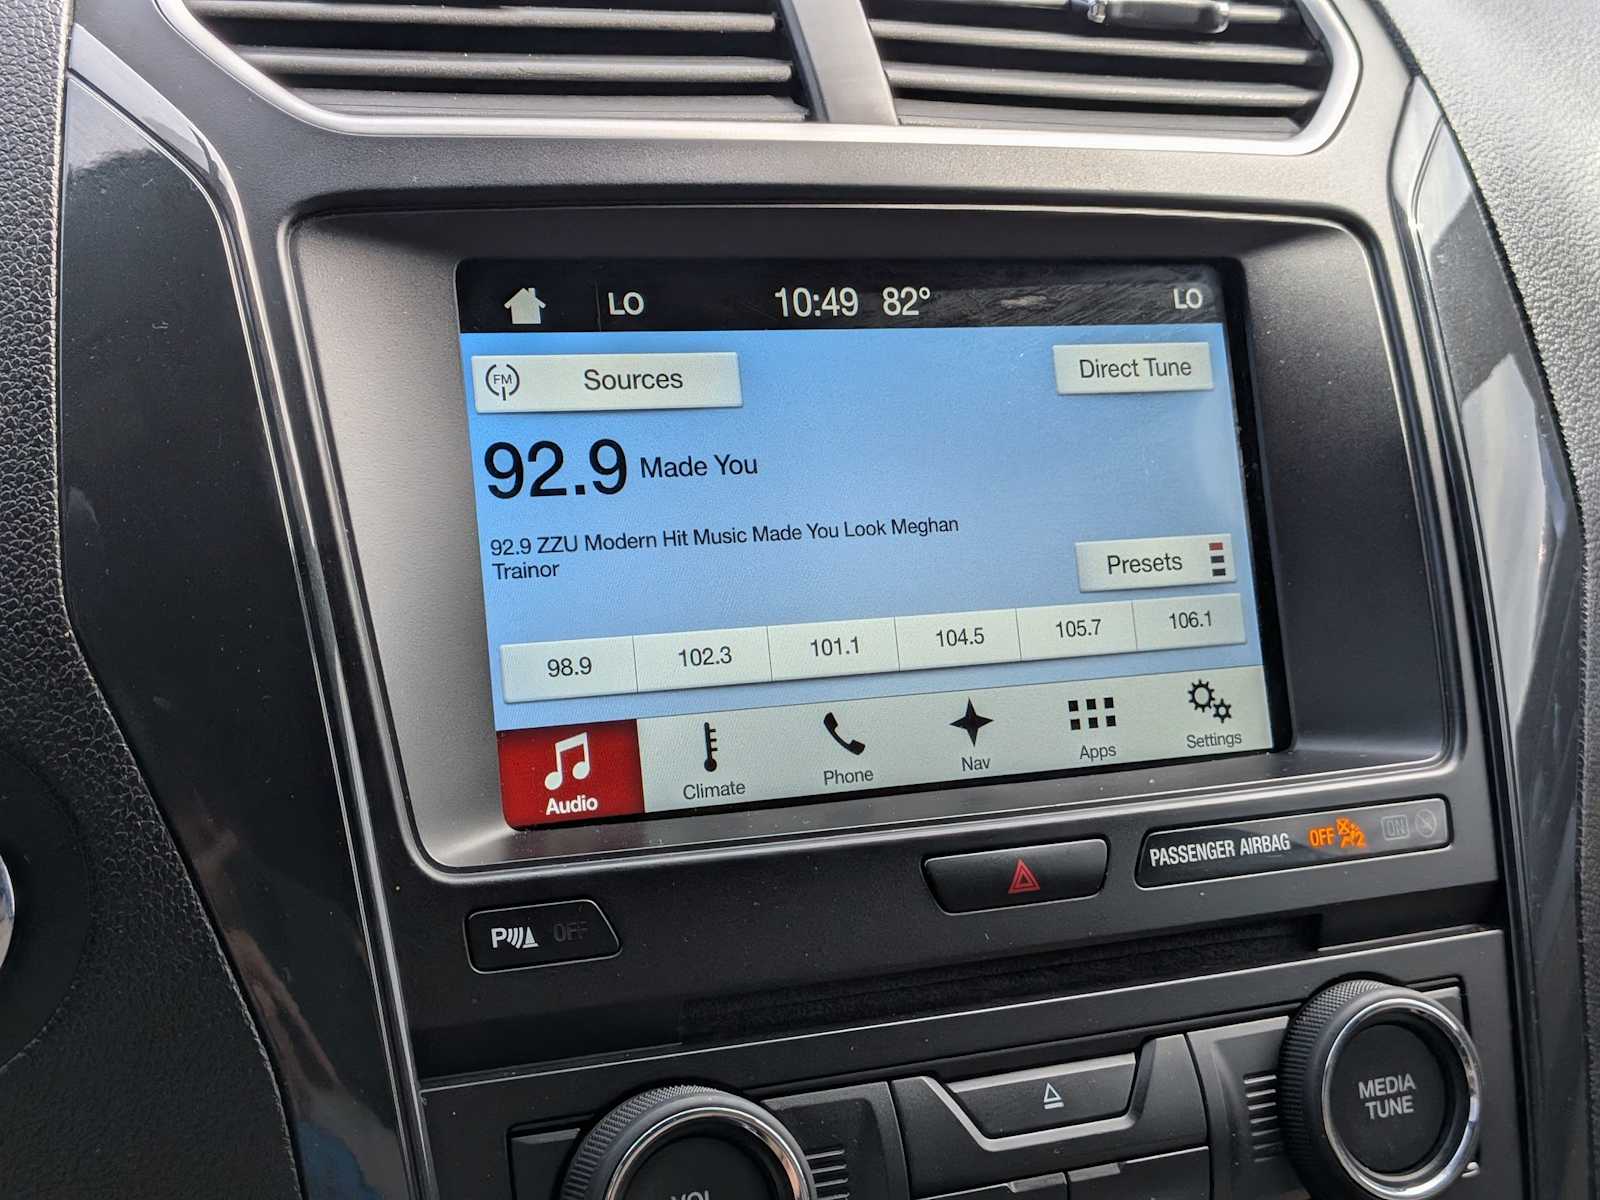 LO 10:49 82° LO
FM Sources Direct Tune
92.9 Made You
92.9 ZZU Modern Hit Music Made You Look Meghan
Trainor
Presets
98.9 102.3 101.1 104.5 105.7 106.1
Audio Climate Phone Nav Apps Settings
PASSENGER AIRBAG OFF 2 ON
P OFF
MEDIA
TUNE
VOL